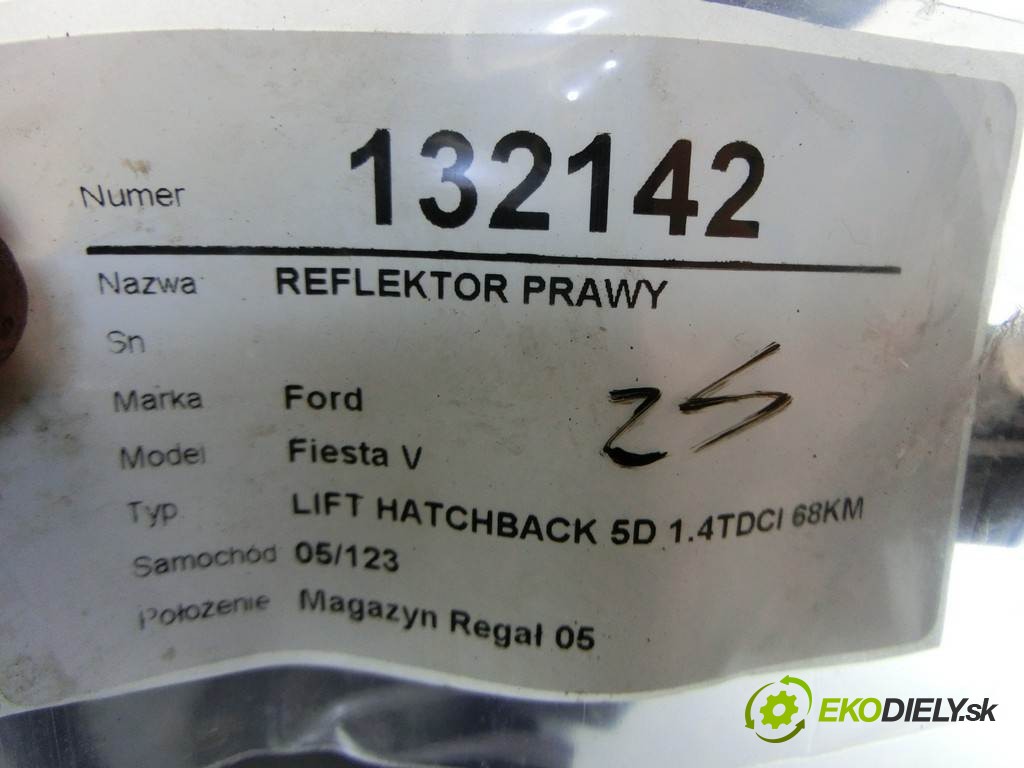 Numer 132142
Nazwa REFLEKTOR PRAWY
Sn
Marka Ford
25
Model Fiesta V
Typ LIFT HATCHBACK 5D 1.4TDCI 68KM
Samochód 05/123
Położenie Magazyn Regał 05
EKODIELY.sk